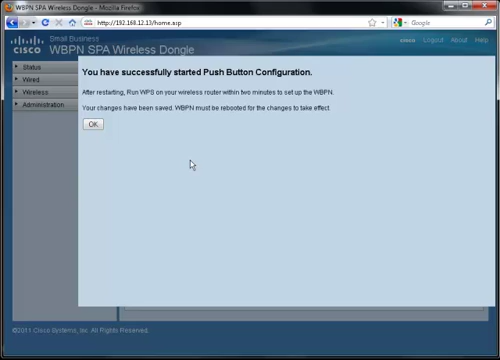 WBPN SPA Wireless Dongle - Mozilla Firefox
http://192.168.12.13/home.asp
Google
Small Business
CISCO WBPN SPA Wireless Dongle
cisco Logout About Help
Status
Wired
Wireless
Administration
You have successfully started Push Button Configuration.
After restarting, Run WPS on your wireless router within two minutes to set up the WBPN.
Your changes have been saved. WBPN must be rebooted for the changes to take effect.
OK
©2011 Cisco Systems, Inc. All Rights Reserved.